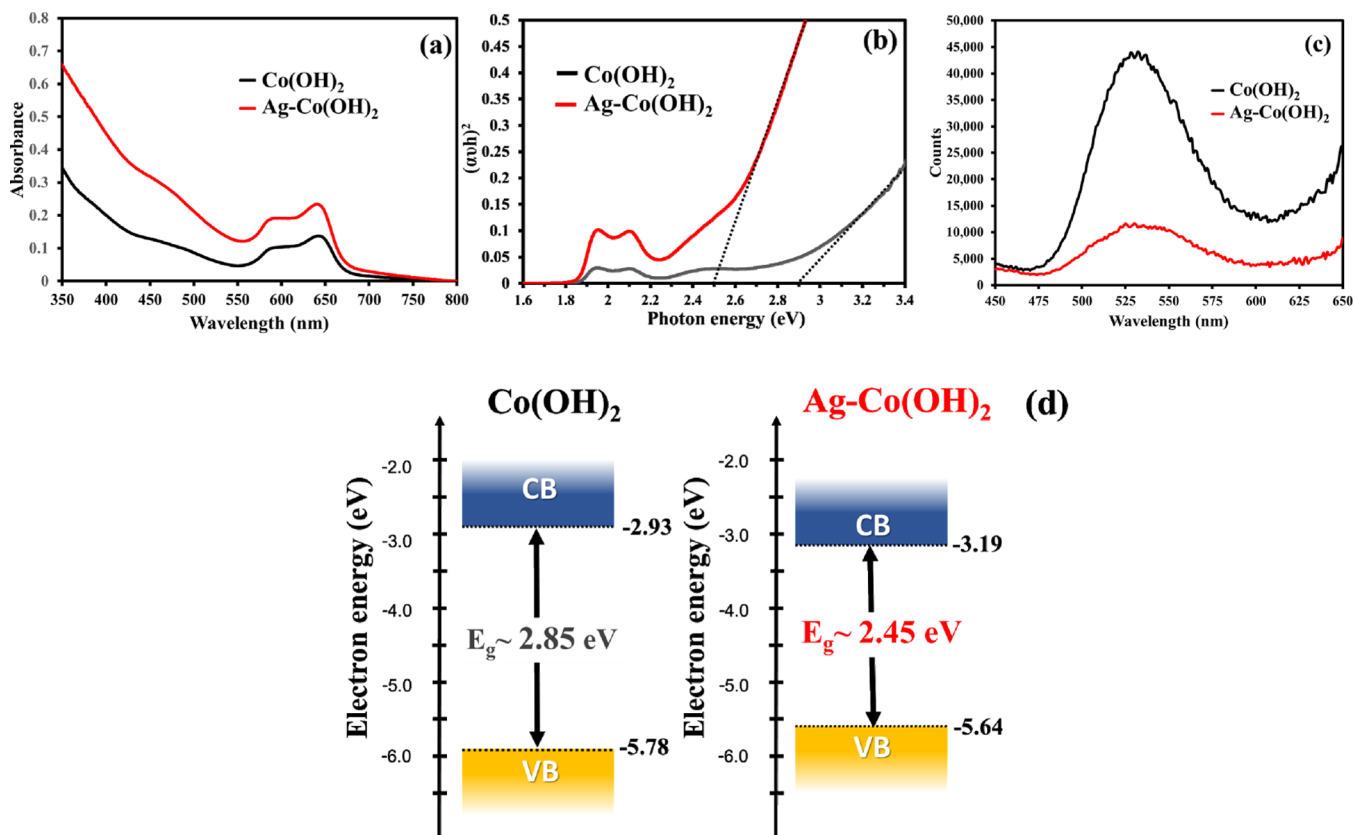 (a)
Co(OH)₂
Ag-Co(OH)₂
Absorbance
0.8
0.7
0.6
0.5
0.4
0.3
0.2
0.1
0
350 400 450 500 550 600 650 700 750 800
Wavelength (nm)
(b)
Co(OH)₂
Ag-Co(OH)₂
(αυh)²
0.5
0.45
0.4
0.35
0.3
0.25
0.2
0.15
0.1
0.05
0
1.6 1.8 2 2.2 2.4 2.6 2.8 3 3.2 3.4
Photon energy (eV)
(c)
Co(OH)₂
Ag-Co(OH)₂
Counts
50,000
45,000
40,000
35,000
30,000
25,000
20,000
15,000
10,000
5,000
0
450 475 500 525 550 575 600 625 650
Wavelength (nm)
Co(OH)₂
Electron energy (eV)
-2.0
-3.0
-4.0
-5.0
-6.0
CB
-2.93
E₉~ 2.85 eV
-5.78
VB
Ag-Co(OH)₂
(d)
Electron energy (eV)
-2.0
-3.0
-4.0
-5.0
-6.0
CB
-3.19
E₉~ 2.45 eV
-5.64
VB